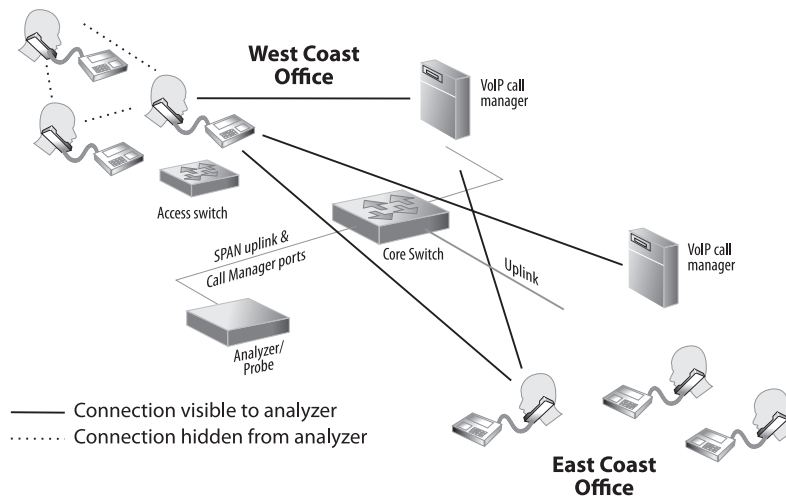 West Coast
Office
VoIP call
manager
Access switch
SPAN uplink &
Call Manager ports
Core Switch
Uplink
VoIP call
manager
Analyzer/
Probe
Connection visible to analyzer
Connection hidden from analyzer
East Coast
Office